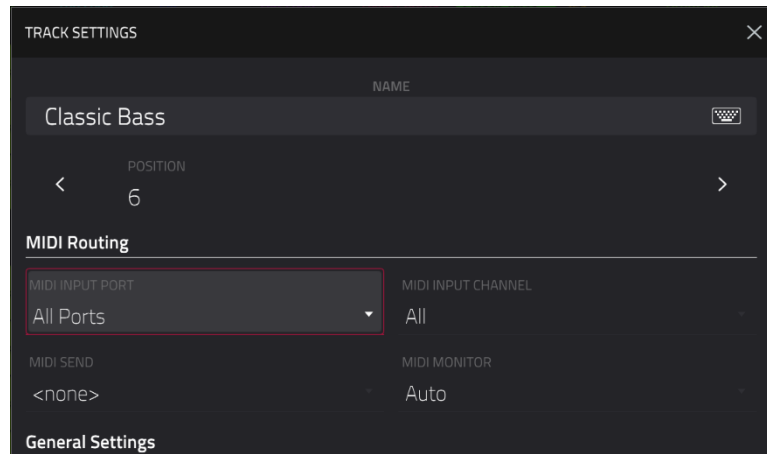 TRACK SETTINGS
NAME
Classic Bass
POSITION
6
MIDI Routing
MIDI INPUT PORT
MIDI INPUT CHANNEL
All Ports
All
MIDI SEND
MIDI MONITOR
<none>
Auto
General Settings